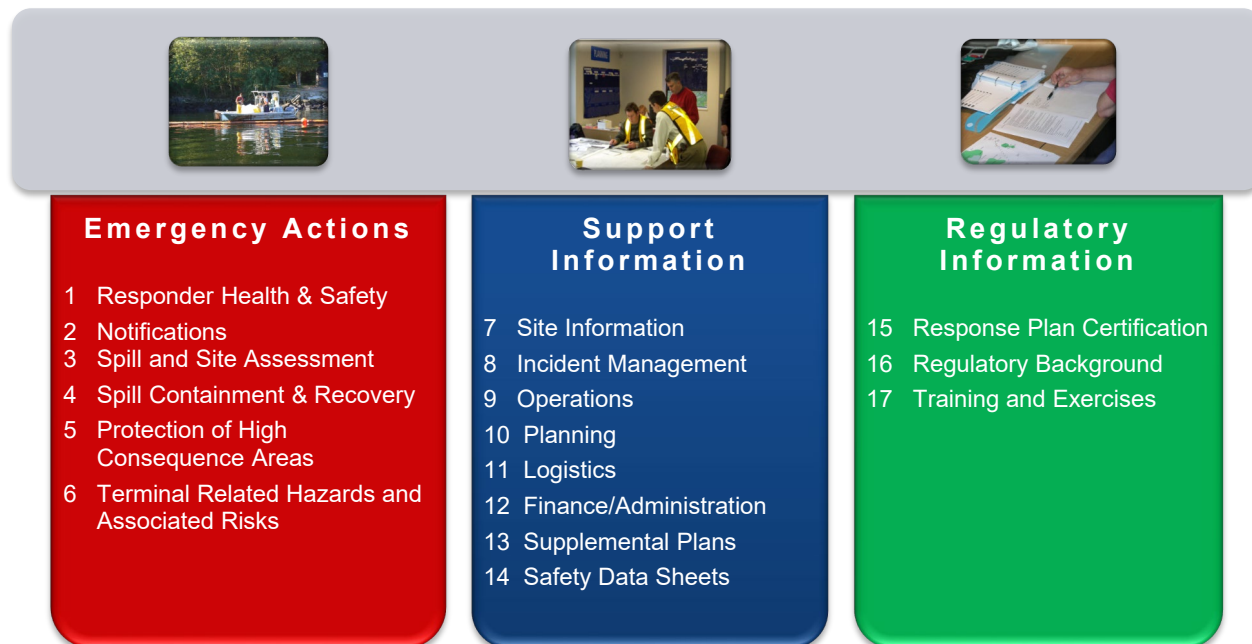 Emergency Actions
1 Responder Health & Safety
2 Notifications
3 Spill and Site Assessment
4 Spill Containment & Recovery
5 Protection of High
Consequence Areas
6 Terminal Related Hazards and
Associated Risks
Support
Information
7 Site Information
8 Incident Management
9 Operations
10 Planning
11 Logistics
12 Finance/Administration
13 Supplemental Plans
14 Safety Data Sheets
Regulatory
Information
15 Response Plan Certification
16 Regulatory Background
17 Training and Exercises